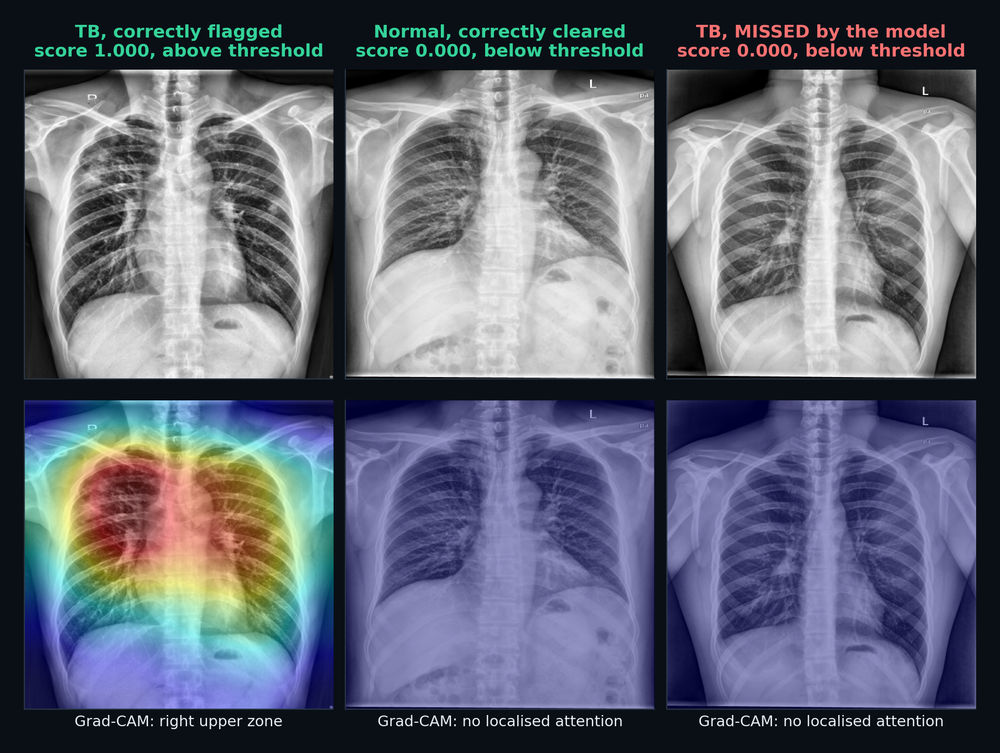 TB, correctly flagged
score 1.000, above threshold
Normal, correctly cleared
score 0.000, below threshold
TB, MISSED by the model
score 0.000, below threshold
R
L
pa
L
pa
R
L
pa
L
pa
Grad-CAM: right upper zone
Grad-CAM: no localised attention
Grad-CAM: no localised attention